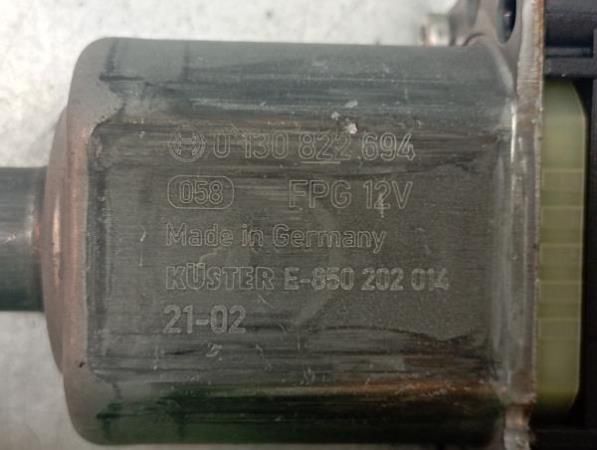 0 130 822 694
058 FPG 12V
Made in Germany
KÜSTER E-850 202 014
21-02